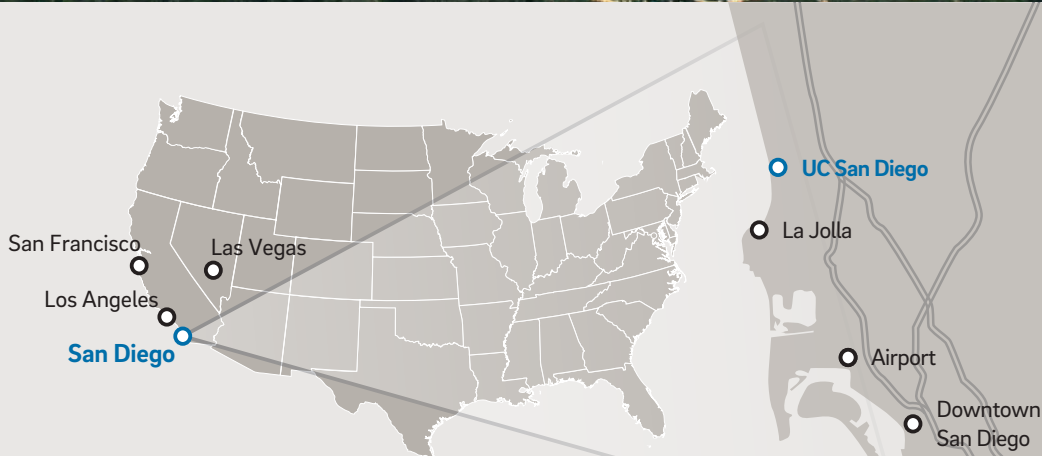 San Francisco
Las Vegas
Los Angeles
San Diego
UC San Diego
La Jolla
Airport
Downtown
San Diego